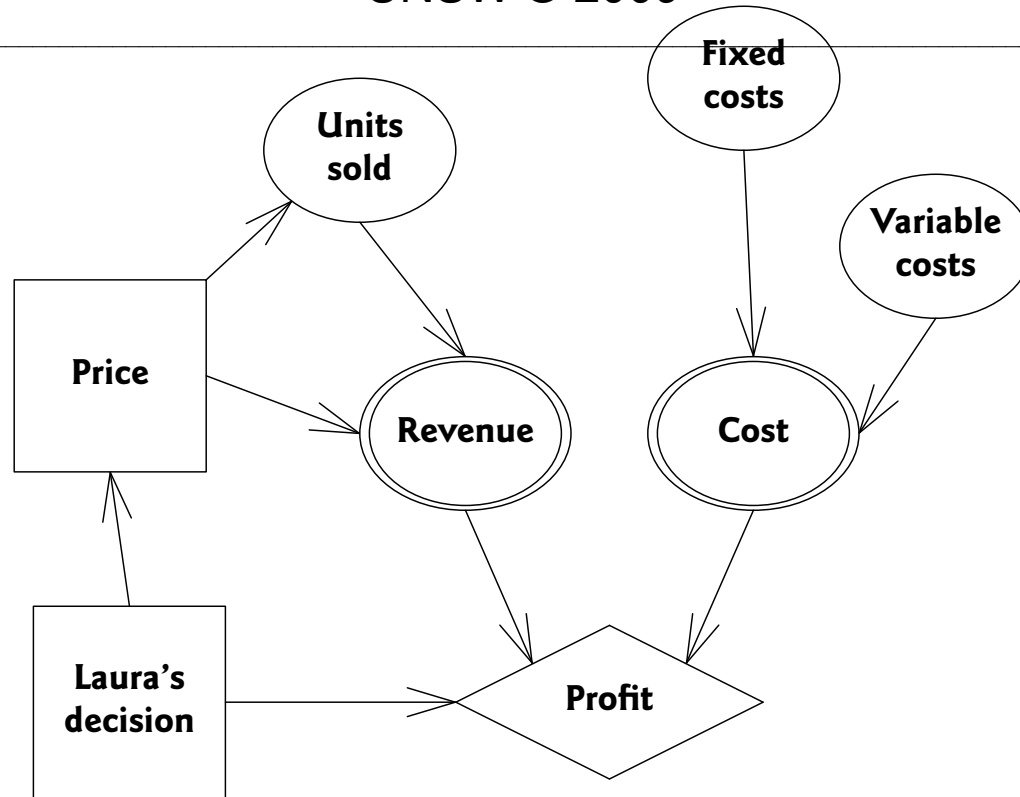 Fixed
costs
Units
sold
Variable
costs
Price
Revenue
Cost
Laura’s
decision
Profit